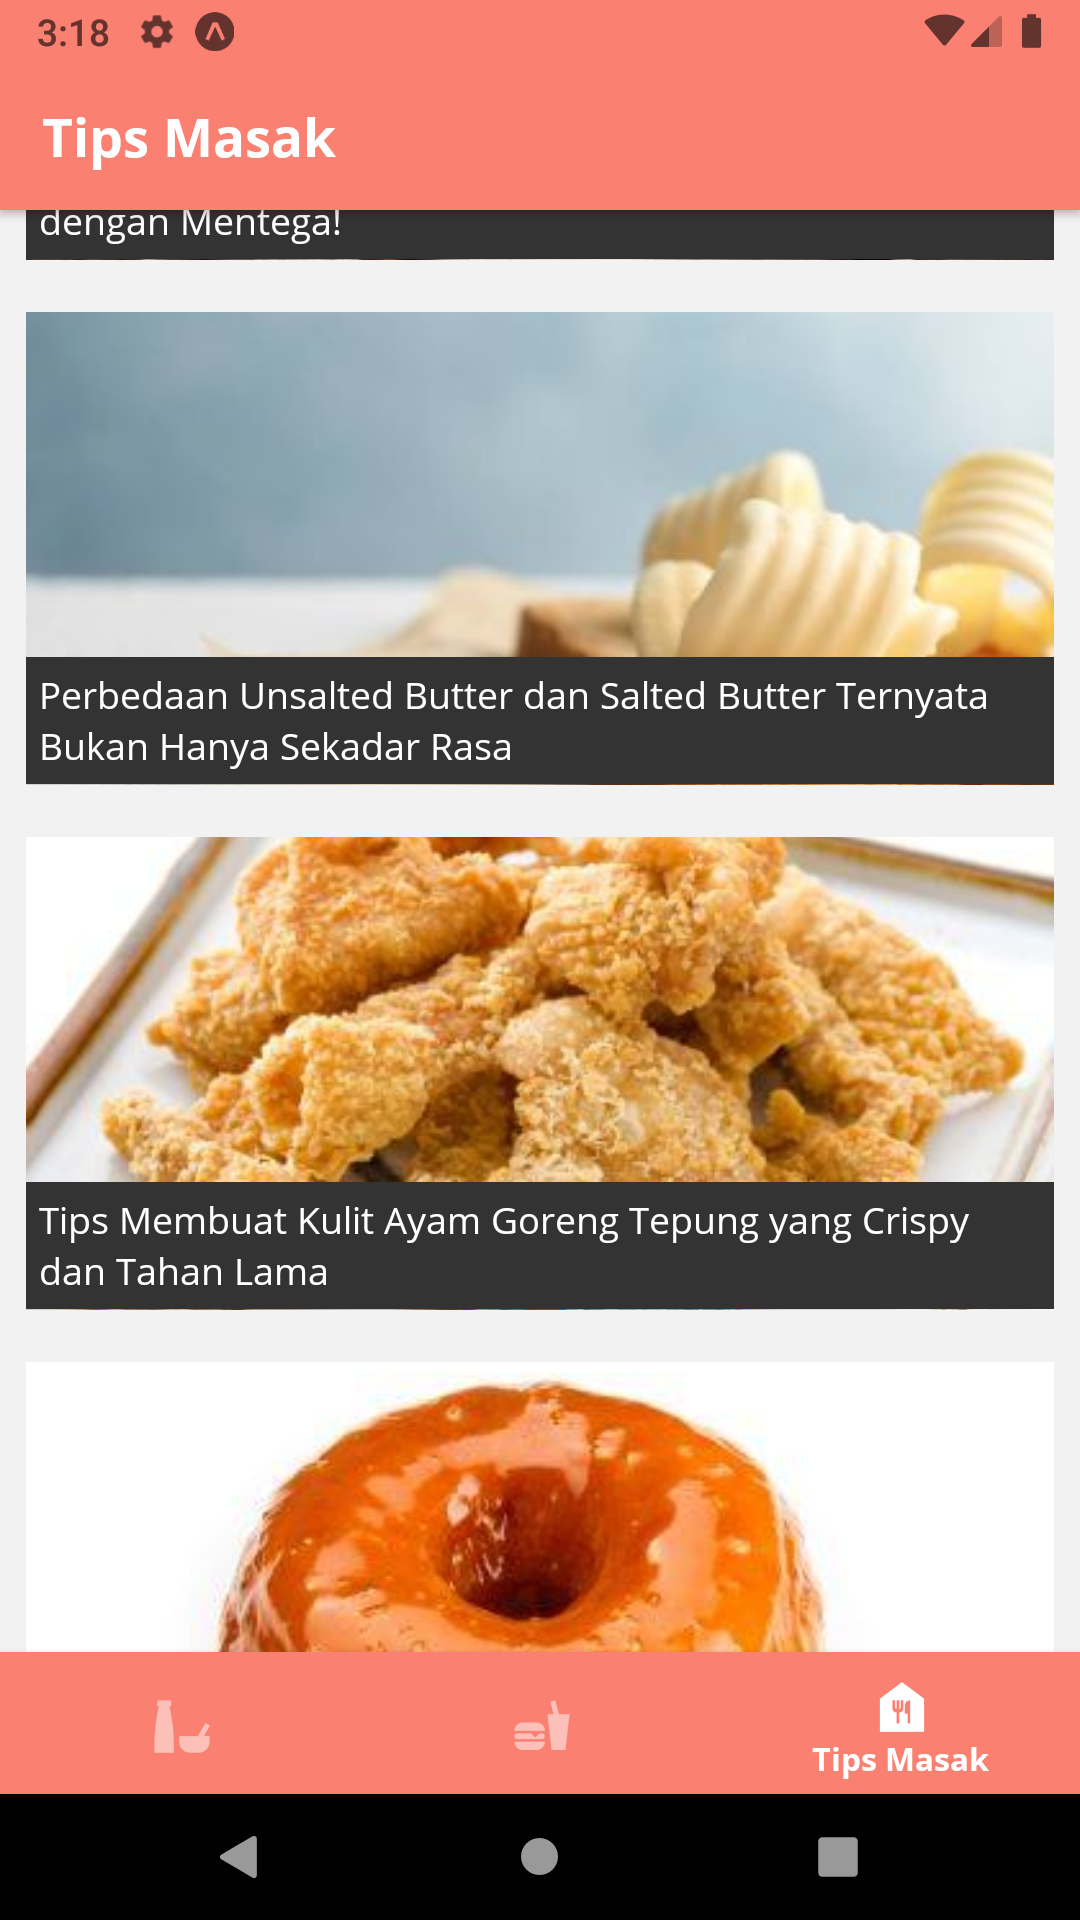 3:18
Tips Masak
dengan Mentega!
Perbedaan Unsalted Butter dan Salted Butter Ternyata
Bukan Hanya Sekadar Rasa
Tips Membuat Kulit Ayam Goreng Tepung yang Crispy
dan Tahan Lama
Tips Masak